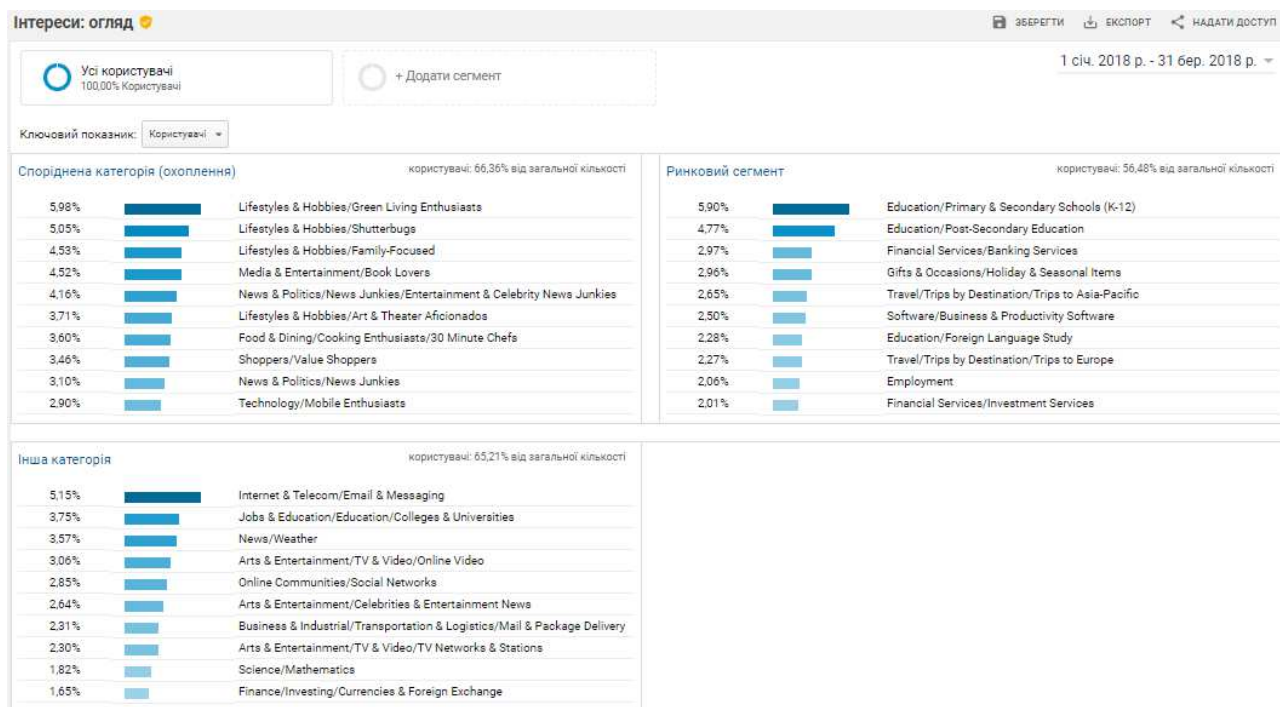 Інтереси: огляд
ЗБЕРЕГТИ ЕКСПОРТ НАДАТИ ДОСТУП
Усі користувачі
100,00% Користувачі
+ Додати сегмент
1 січ. 2018 р. - 31 бер. 2018 р.
Ключовий показник: Користувачі
Споріднена категорія (охоплення) користувачі: 66,36% від загальної кількості
5,98% Lifestyles & Hobbies/Green Living Enthusiasts
5,05% Lifestyles & Hobbies/Shutterbugs
4,53% Lifestyles & Hobbies/Family-Focused
4,52% Media & Entertainment/Book Lovers
4,16% News & Politics/News Junkies/Entertainment & Celebrity News Junkies
3,71% Lifestyles & Hobbies/Art & Theater Aficionados
3,60% Food & Dining/Cooking Enthusiasts/30 Minute Chefs
3,46% Shoppers/Value Shoppers
3,10% News & Politics/News Junkies
2,90% Technology/Mobile Enthusiasts
Ринковий сегмент користувачі: 56,48% від загальної кількості
5,90% Education/Primary & Secondary Schools (K-12)
4,77% Education/Post-Secondary Education
2,97% Financial Services/Banking Services
2,96% Gifts & Occasions/Holiday & Seasonal Items
2,65% Travel/Trips by Destination/Trips to Asia-Pacific
2,50% Software/Business & Productivity Software
2,28% Education/Foreign Language Study
2,27% Travel/Trips by Destination/Trips to Europe
2,06% Employment
2,01% Financial Services/Investment Services
Інша категорія користувачі: 65,21% від загальної кількості
5,15% Internet & Telecom/Email & Messaging
3,75% Jobs & Education/Education/Colleges & Universities
3,57% News/Weather
3,06% Arts & Entertainment/TV & Video/Online Video
2,85% Online Communities/Social Networks
2,64% Arts & Entertainment/Celebrities & Entertainment News
2,31% Business & Industrial/Transportation & Logistics/Mail & Package Delivery
2,30% Arts & Entertainment/TV & Video/TV Networks & Stations
1,82% Science/Mathematics
1,65% Finance/Investing/Currencies & Foreign Exchange